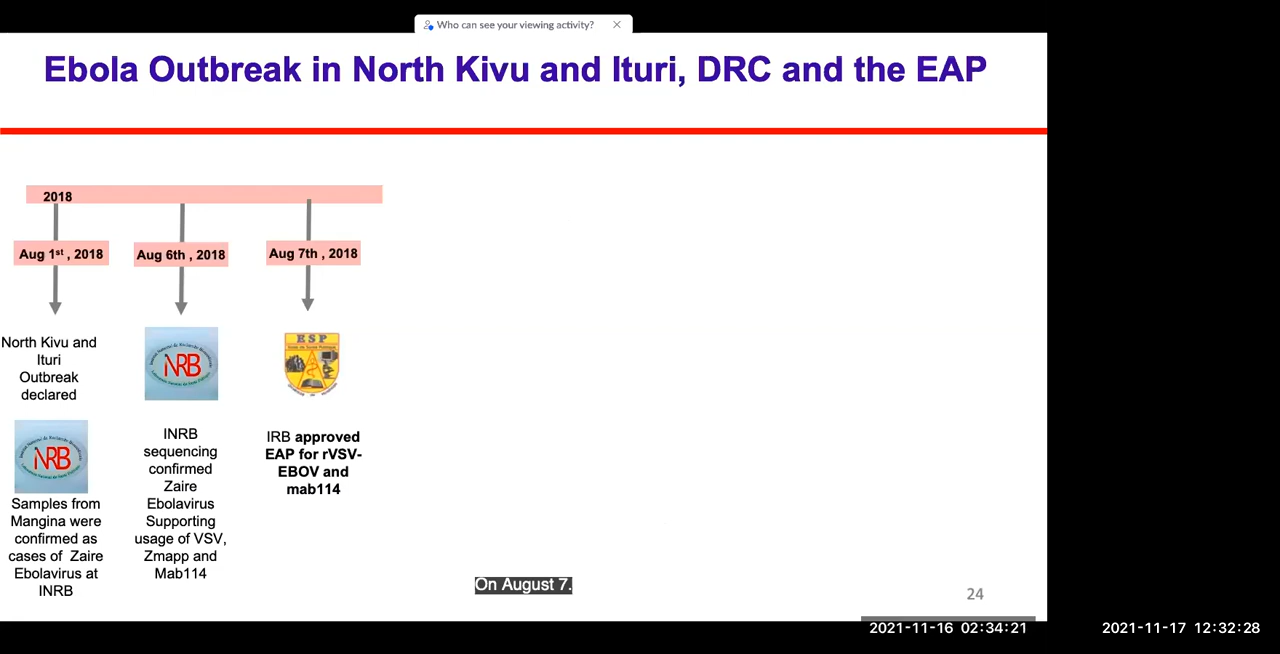 Who can see your viewing activity?
Ebola Outbreak in North Kivu and Ituri, DRC and the EAP
2018
Aug 1st , 2018
Aug 6th , 2018
Aug 7th , 2018
North Kivu and
Ituri
Outbreak
declared
INRB
Samples from
Mangina were
confirmed as
cases of Zaire
Ebolavirus at
INRB
INRB
INRB
sequencing
confirmed
Zaire
Ebolavirus
Supporting
usage of VSV,
Zmapp and
Mab114
ESP
IRB approved
EAP for rVSV-
EBOV and
mab114
On August 7.
24
2021-11-16 02:34:21
2021-11-17 12:32:28